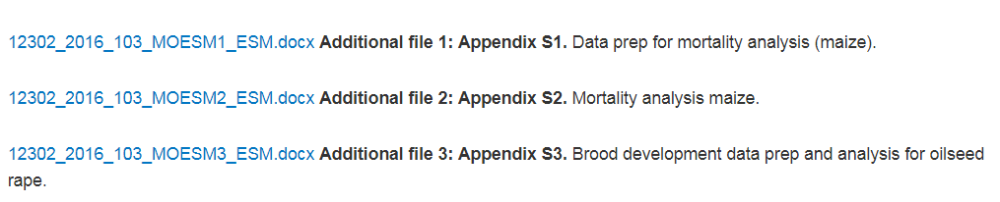 12302_2016_103_MOESM1_ESM.docx Additional file 1: Appendix S1. Data prep for mortality analysis (maize).
12302_2016_103_MOESM2_ESM.docx Additional file 2: Appendix S2. Mortality analysis maize.
12302_2016_103_MOESM3_ESM.docx Additional file 3: Appendix S3. Brood development data prep and analysis for oilseed
rape.